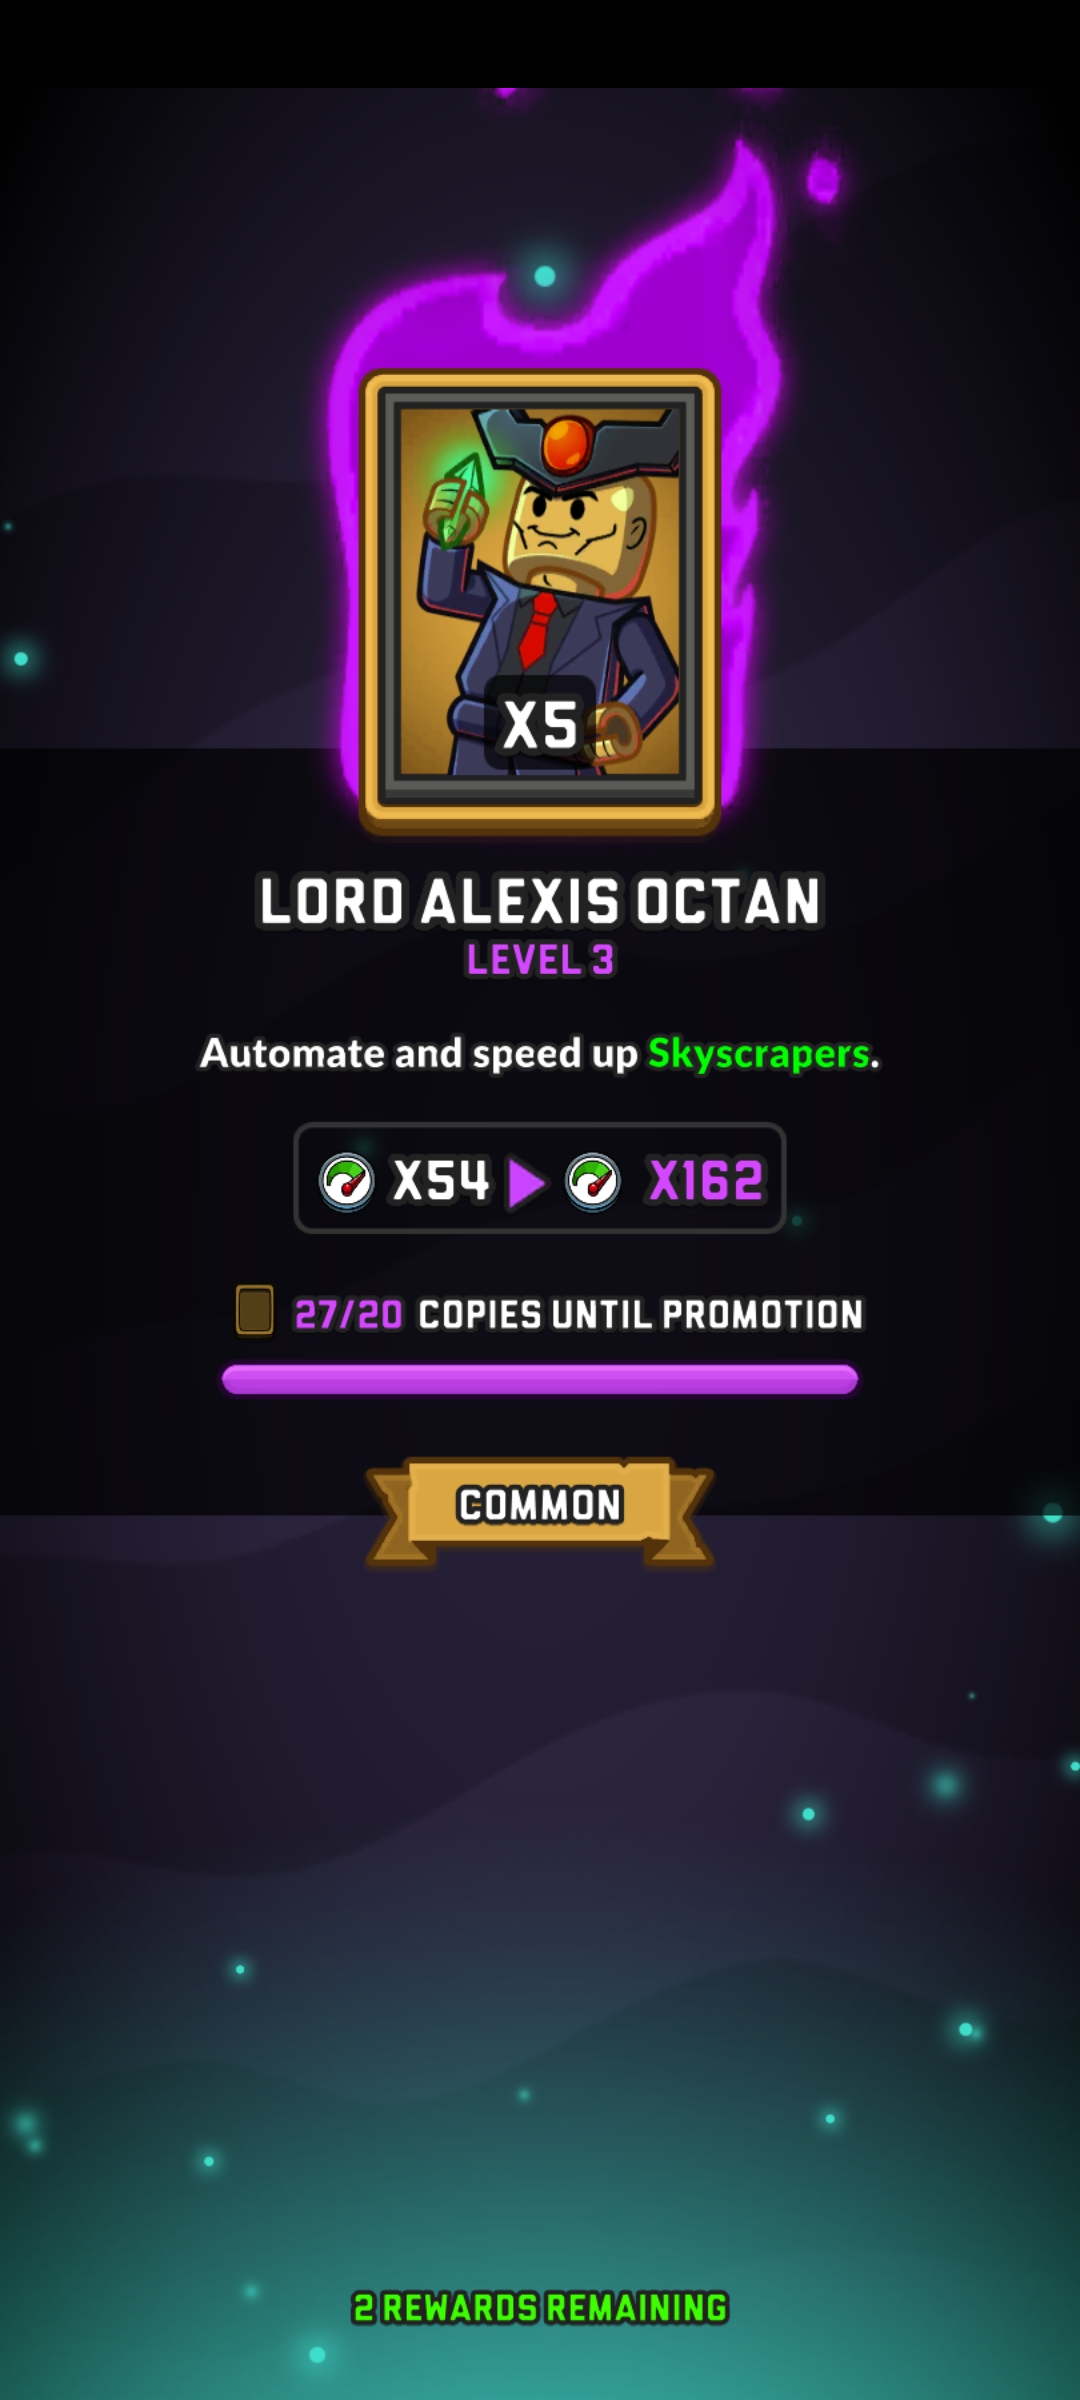 X5
LORD ALEXIS OCTAN
LEVEL 3
Automate and speed up Skyscrapers.
X54 X162
27/20 COPIES UNTIL PROMOTION
COMMON
2 REWARDS REMAINING